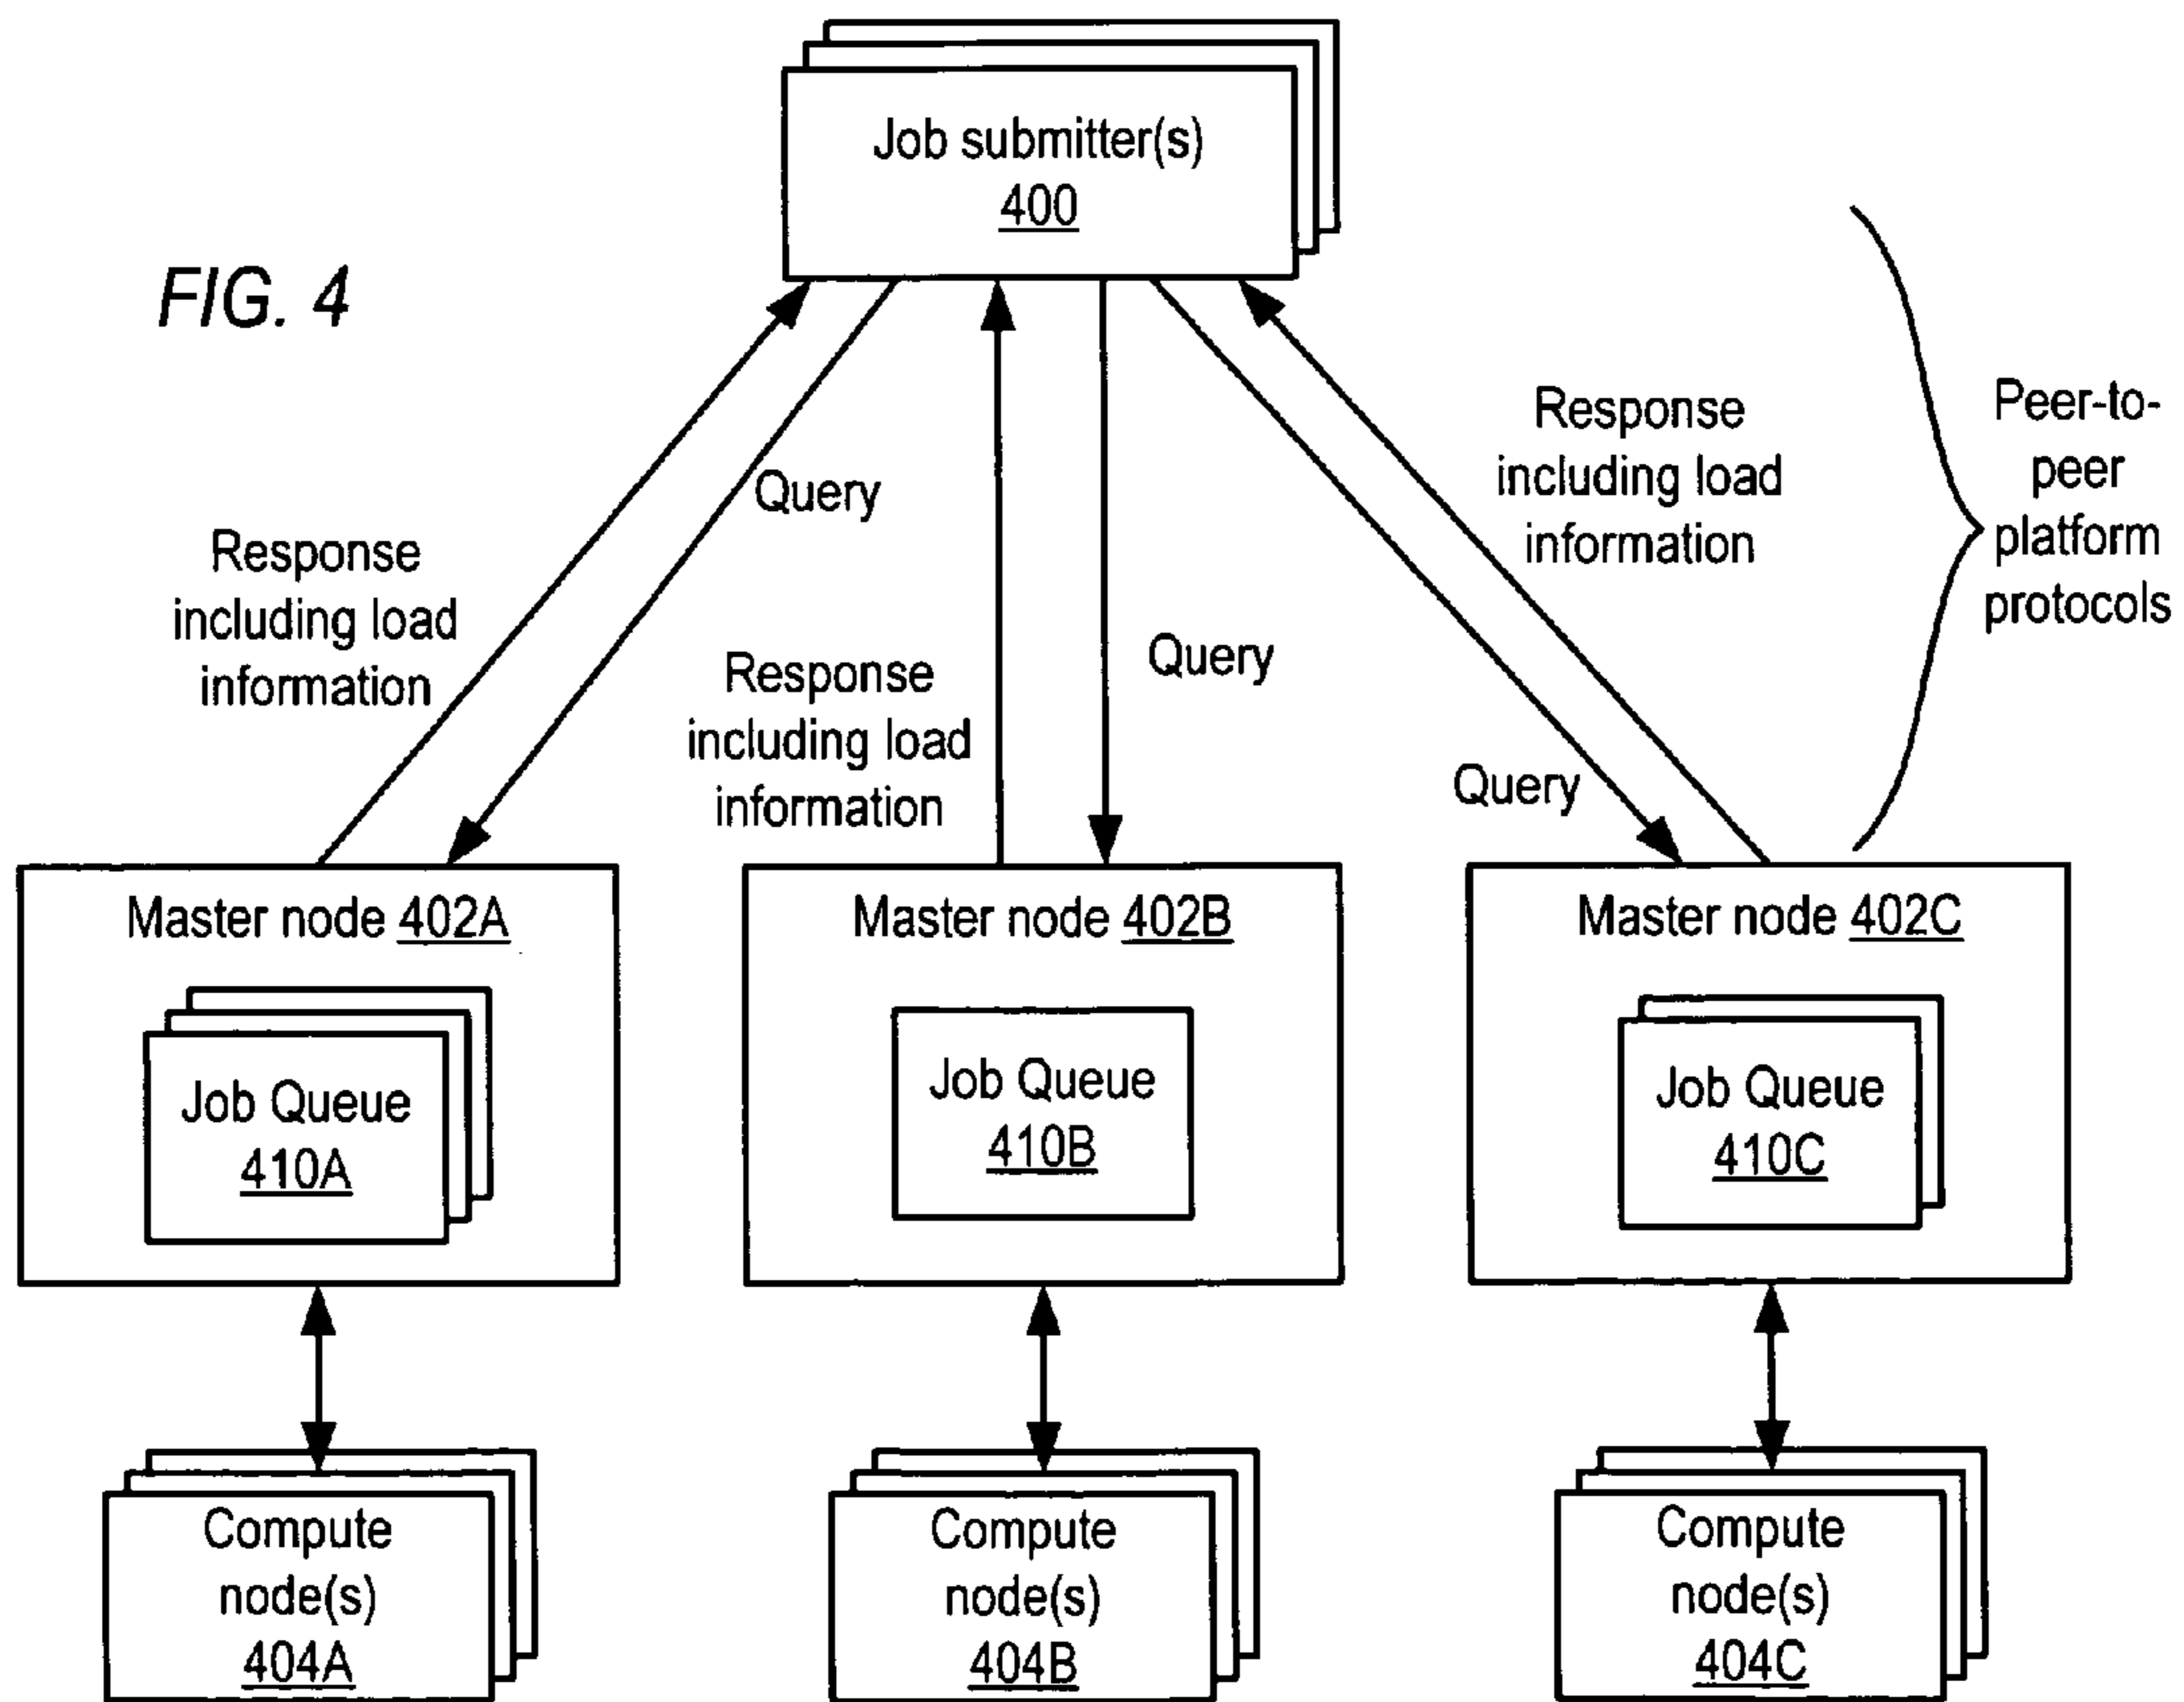 Job submitter(s)
400
FIG. 4
Response
including load
information
Query
Response
including load
information
Query
Response
including load
information
Query
Peer-to-
peer
platform
protocols
Master node 402A
Job Queue
410A
Master node 402B
Job Queue
410B
Master node 402C
Job Queue
410C
Compute
node(s)
404A
Compute
node(s)
404B
Compute
node(s)
404C